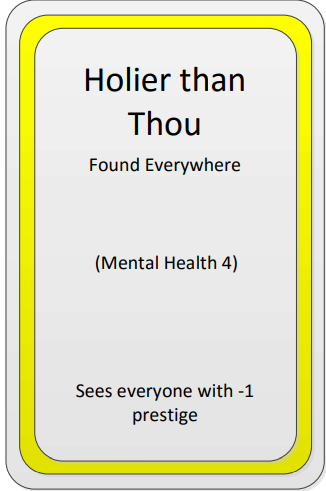 Holier than
Thou
Found Everywhere
(Mental Health 4)
Sees everyone with -1
prestige